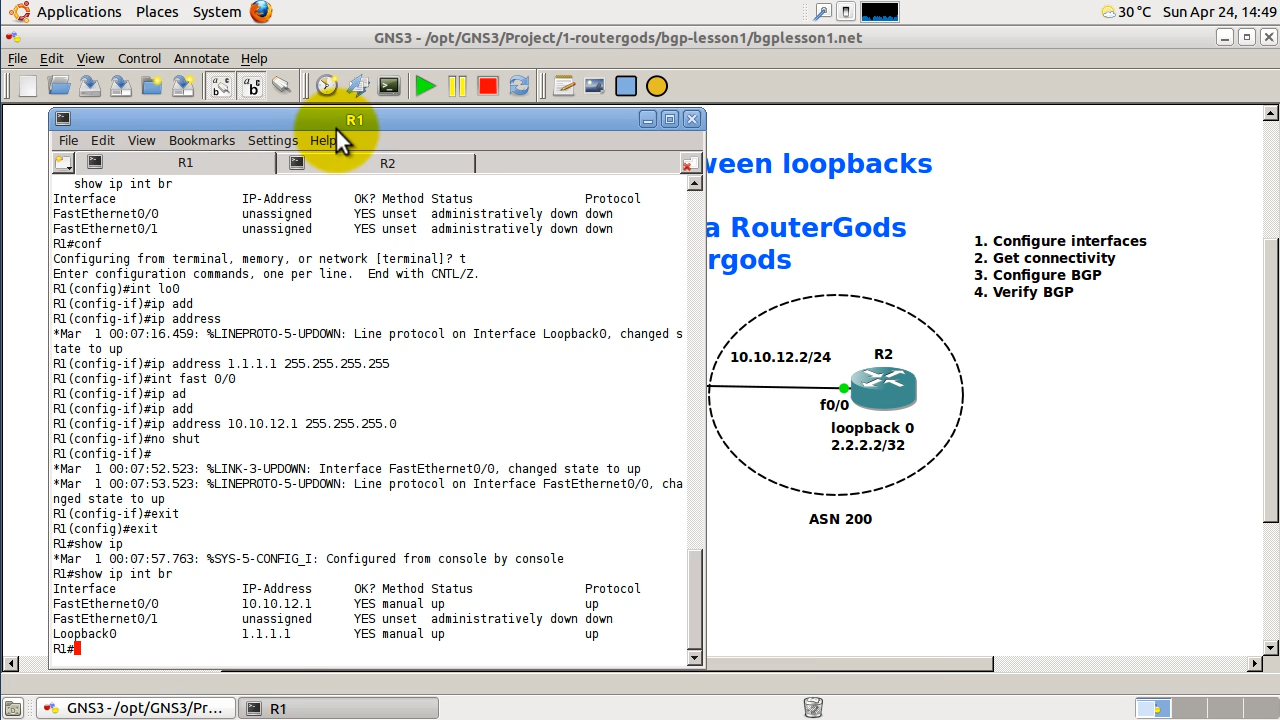 Applications Places System
30 °C Sun Apr 24, 14:49
GNS3 - /opt/GNS3/Project/1-routergods/bgp-lesson1/bgplesson1.net
File Edit View Control Annotate Help
R1
File Edit View Bookmarks Settings Help
R1 R2
show ip int br
Interface IP-Address OK? Method Status Protocol
FastEthernet0/0 unassigned YES unset administratively down down
FastEthernet0/1 unassigned YES unset administratively down down
R1#conf
Configuring from terminal, memory, or network [terminal]? t
Enter configuration commands, one per line. End with CNTL/Z.
R1(config)#int lo0
R1(config-if)#ip add
R1(config-if)#ip address
*Mar 1 00:07:16.459: %LINEPROTO-5-UPDOWN: Line protocol on Interface Loopback0, changed s
tate to up
R1(config-if)#ip address 1.1.1.1 255.255.255.255
R1(config-if)#int fast 0/0
R1(config-if)#ip ad
R1(config-if)#ip add
R1(config-if)#ip address 10.10.12.1 255.255.255.0
R1(config-if)#no shut
R1(config-if)#
*Mar 1 00:07:52.523: %LINK-3-UPDOWN: Interface FastEthernet0/0, changed state to up
*Mar 1 00:07:53.523: %LINEPROTO-5-UPDOWN: Line protocol on Interface FastEthernet0/0, cha
nged state to up
R1(config-if)#exit
R1(config)#exit
R1#show ip
*Mar 1 00:07:57.763: %SYS-5-CONFIG_I: Configured from console by console
R1#show ip int br
Interface IP-Address OK? Method Status Protocol
FastEthernet0/0 10.10.12.1 YES manual up up
FastEthernet0/1 unassigned YES unset administratively down down
Loopback0 1.1.1.1 YES manual up up
R1#
ween loopbacks
a RouterGods
rgods
1. Configure interfaces
2. Get connectivity
3. Configure BGP
4. Verify BGP
10.10.12.2/24
R2
f0/0
loopback 0
2.2.2.2/32
ASN 200
GNS3 - /opt/GNS3/Pr...
R1